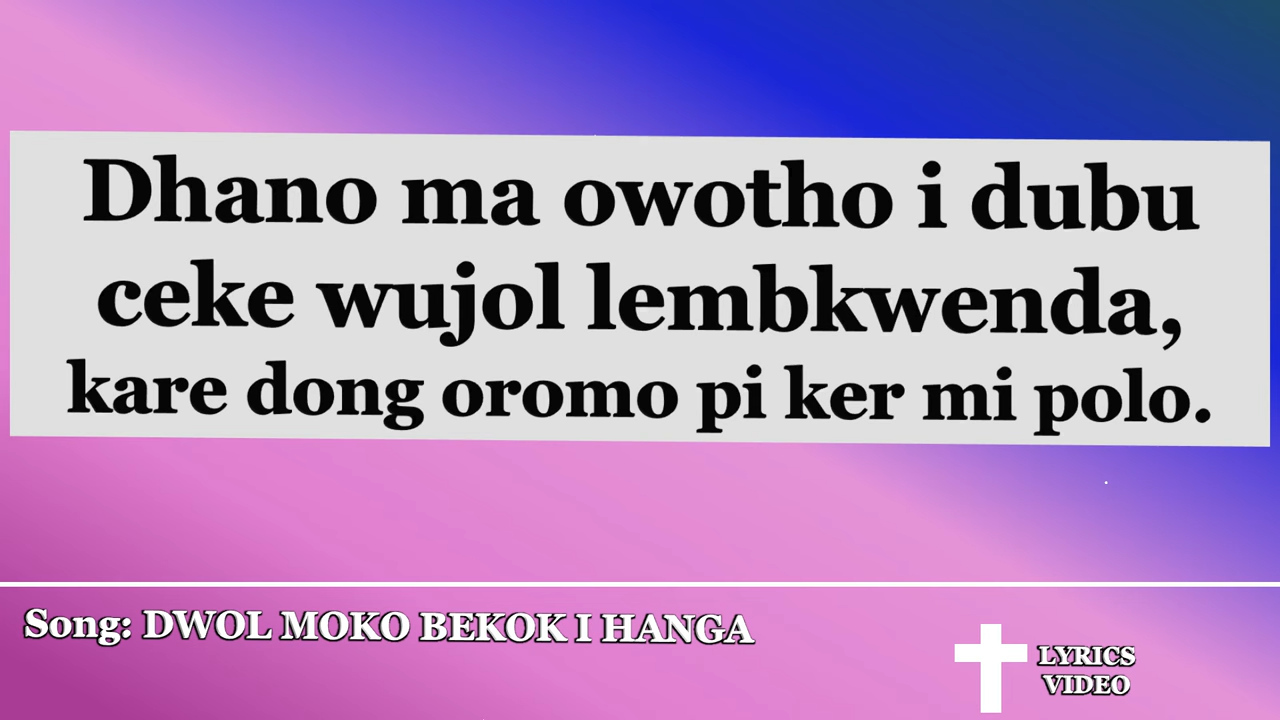 Dhano ma owotho i dubu
ceke wujol lembkwenda,
kare dong oromo pi ker mi polo.
Song: DWOL MOKO BEKOK I HANGA
LYRICS
VIDEO